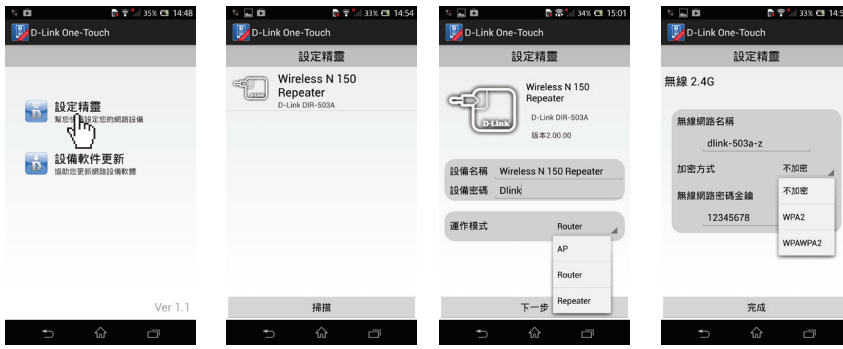 35% 14:48
D-Link One-Touch
設定精靈
設定您的網路設備
設備軟件更新
協助您更新網路設備軟體
Ver 1.1
33% 14:54
D-Link One-Touch
設定精靈
Wireless N 150
Repeater
D-Link DIR-503A
掃描
34% 15:01
D-Link One-Touch
設定精靈
D-Link
Wireless N 150
Repeater
D-Link DIR-503A
版本2.00.00
設備名稱 Wireless N 150 Repeater
設備密碼 Dlink
運作模式 Router
AP
Router
Repeater
下一步
33% 14:5
D-Link One-Touch
設定精靈
無線 2.4G
無線網路名稱
dlink-503a-z
加密方式 不加密
不加密
無線網路密碼金鑰
12345678
WPA2
WPAWPA2
完成